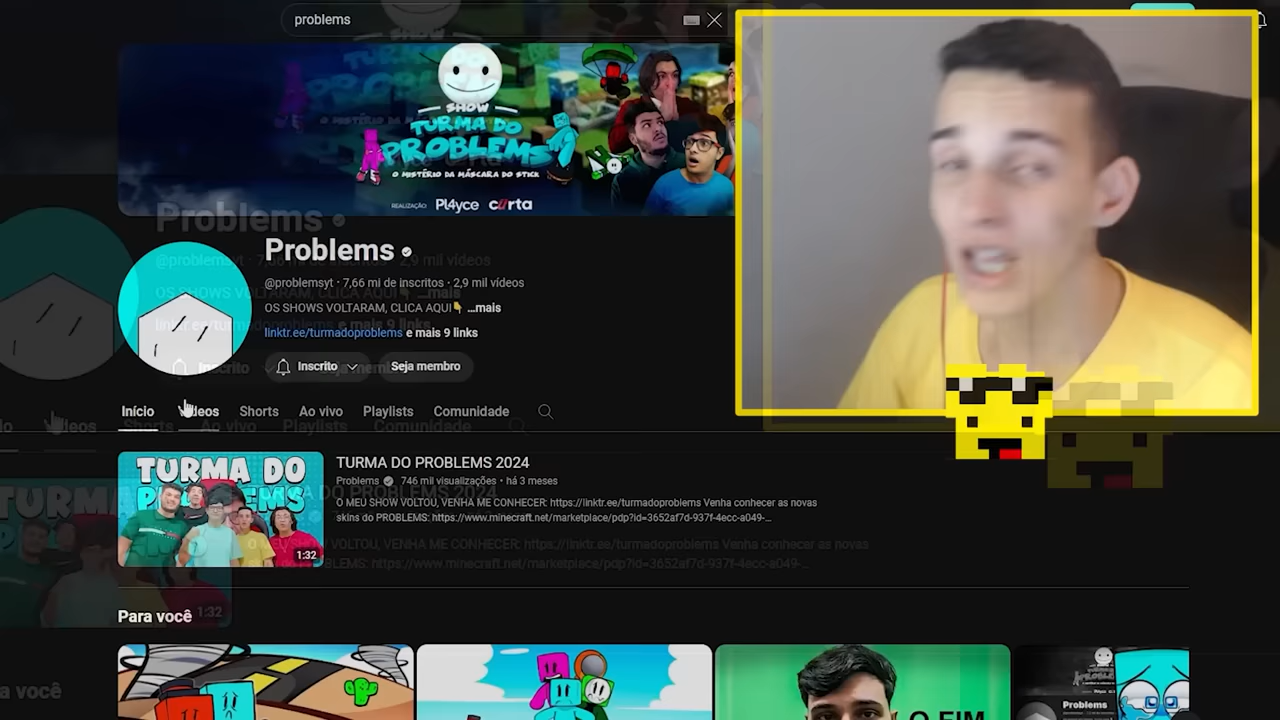 problems
SHOW
TURMA DO
PROBLEMS
O MISTÉRIO DA MÁSCARA DO STICK
REALIZAÇÃO: PL4yce cúrta
Problems
@problemsyt · 7,66 mi de inscritos · 2,9 mil vídeos
OS SHOWS VOLTARAM, CLICA AQUI👇 ...mais
linktr.ee/turmadoproblems e mais 9 links
Inscrito
Seja membro
Início Vídeos Shorts Ao vivo Playlists Comunidade
TURMA DO
PROBLEMS
1:32
TURMA DO PROBLEMS 2024
Problems 746 mil visualizações · há 3 meses
O MEU SHOW VOLTOU, VENHA ME CONHECER: https://linktr.ee/turmadoproblems Venha conhecer as novas
skins do PROBLEMS: https://www.minecraft.net/marketplace/pdp?id=3652af7d-937f-4ecc-a049-...
Para você
O FIM
Problems